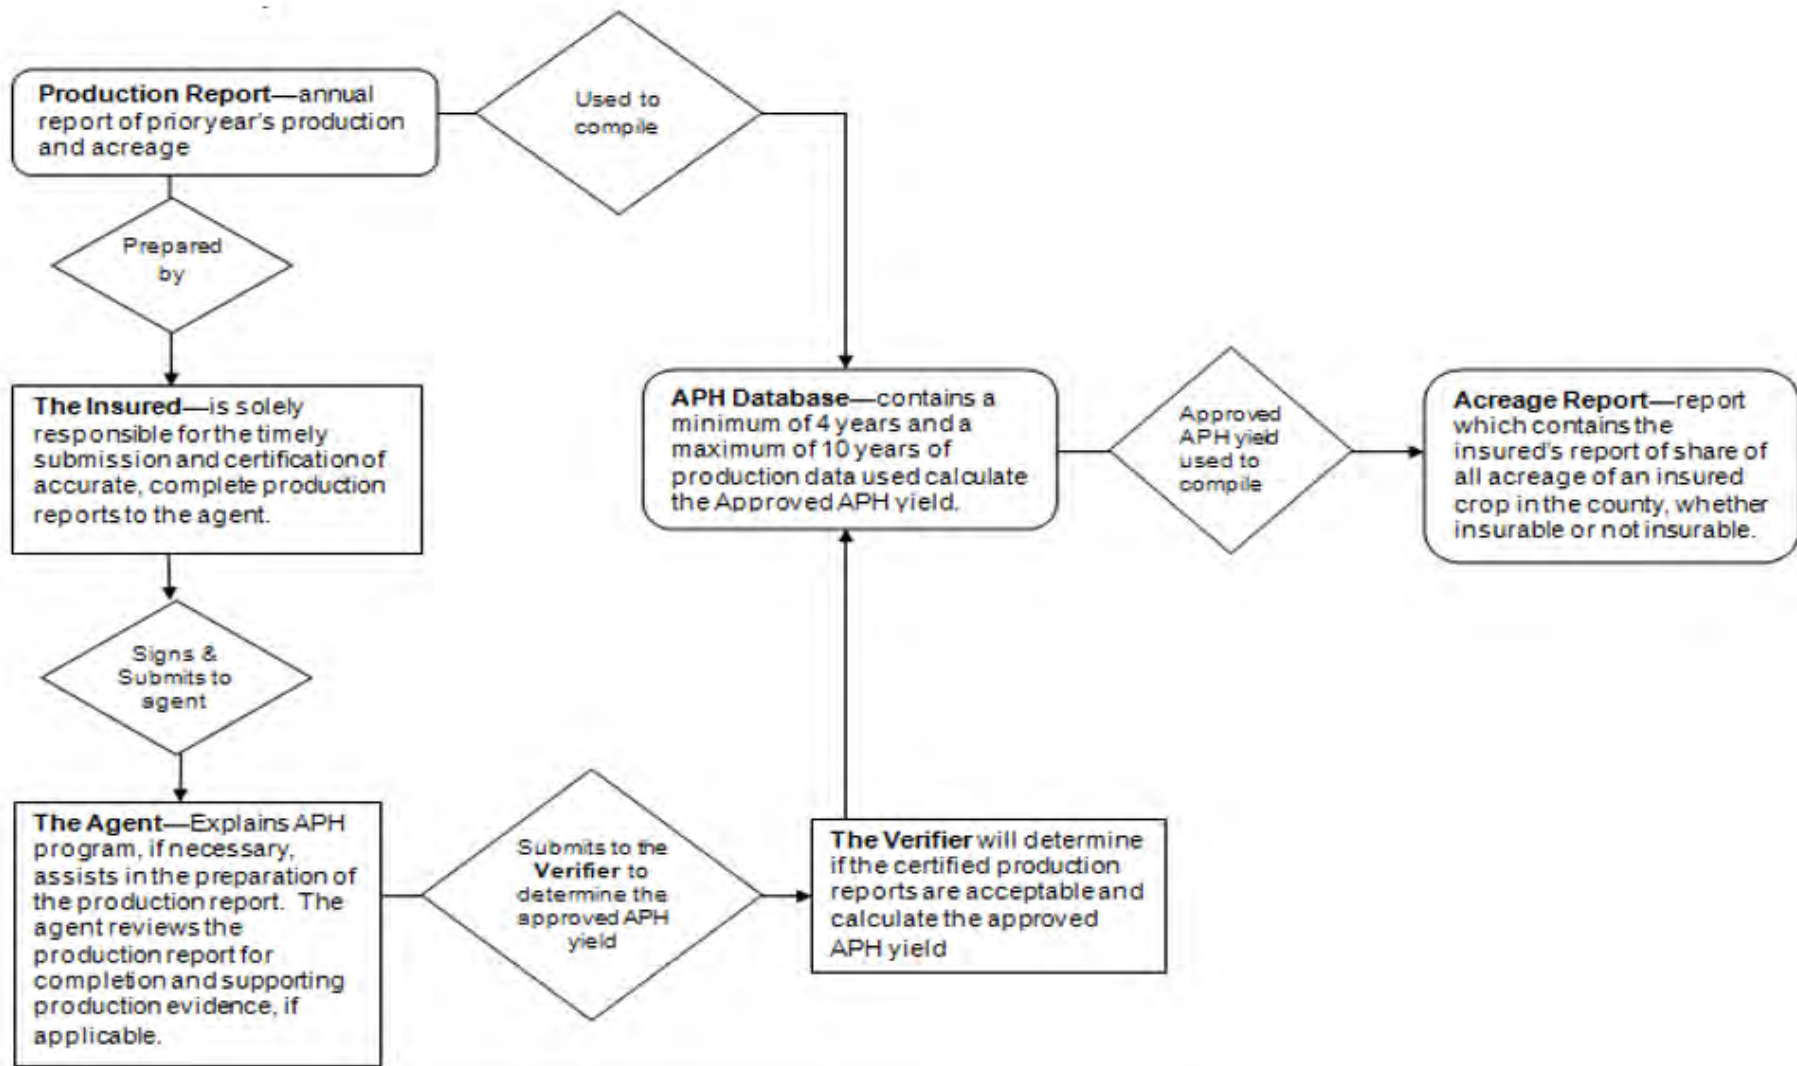 Production Report—annual
report of prior year's production
and acreage
Used to
compile
Prepared
by
The Insured—is solely
responsible for the timely
submission and certification of
accurate, complete production
reports to the agent.
APH Database—contains a
minimum of 4 years and a
maximum of 10 years of
production data used calculate
the Approved APH yield.
Approved
APH yield
used to
compile
Acreage Report—report
which contains the
insured's report of share of
all acreage of an insured
crop in the county, whether
insurable or not insurable.
Signs &
Submits to
agent
The Agent—Explains APH
program, if necessary,
assists in the preparation of
the production report. The
agent reviews the
production report for
completion and supporting
production evidence, if
applicable.
Submits to the
Verifier to
determine the
approved APH
yield
The Verifier will determine
if the certified production
reports are acceptable and
calculate the approved
APH yield